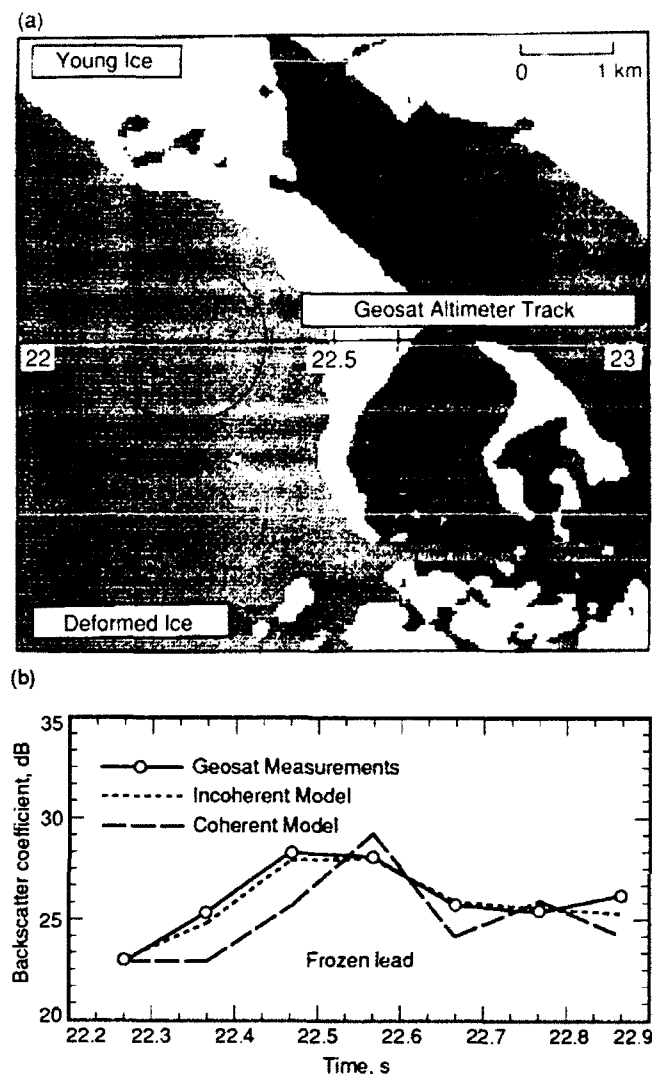 (a)
Young Ice
0 1 km
Geosat Altimeter Track
22 22.5 23
Deformed Ice
(b)
35
30
25
20
Backscatter coefficient, dB
Geosat Measurements
Incoherent Model
Coherent Model
Frozen lead
22.2 22.3 22.4 22.5 22.6 22.7 22.8 22.9
Time, s